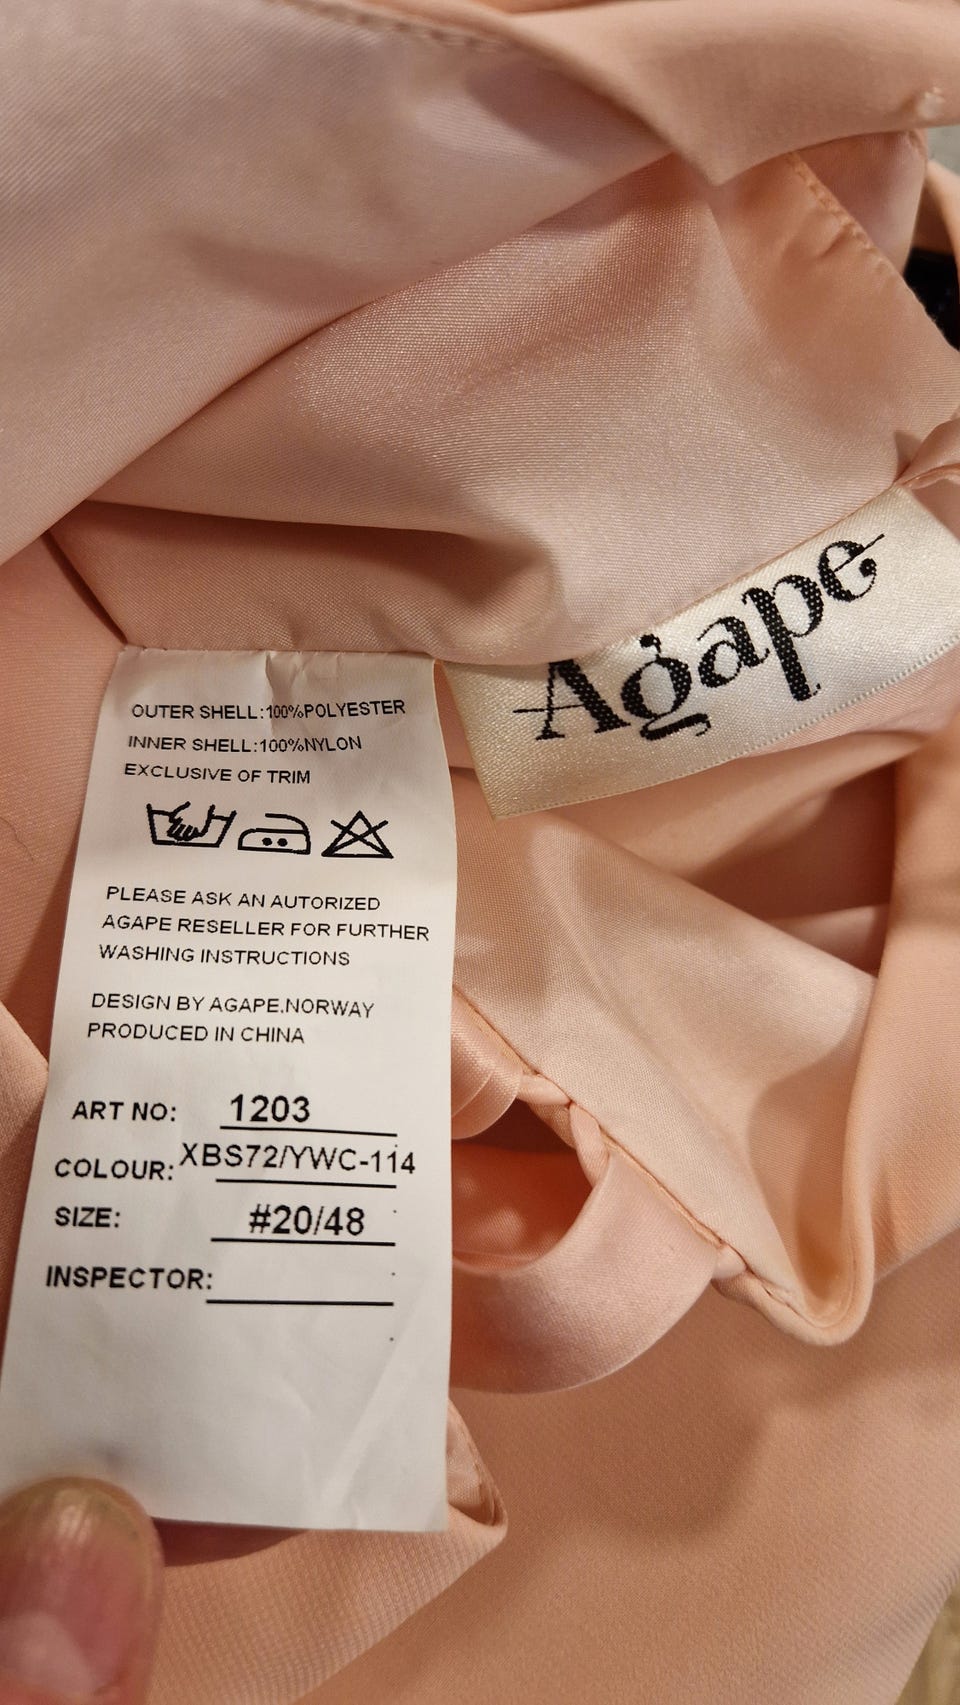 Agape
OUTER SHELL:100%POLYESTER
INNER SHELL:100%NYLON
EXCLUSIVE OF TRIM
PLEASE ASK AN AUTORIZED
AGAPE RESELLER FOR FURTHER
WASHING INSTRUCTIONS
DESIGN BY AGAPE.NORWAY
PRODUCED IN CHINA
ART NO: 1203
COLOUR: XBS72/YWC-114
SIZE: #20/48
INSPECTOR: